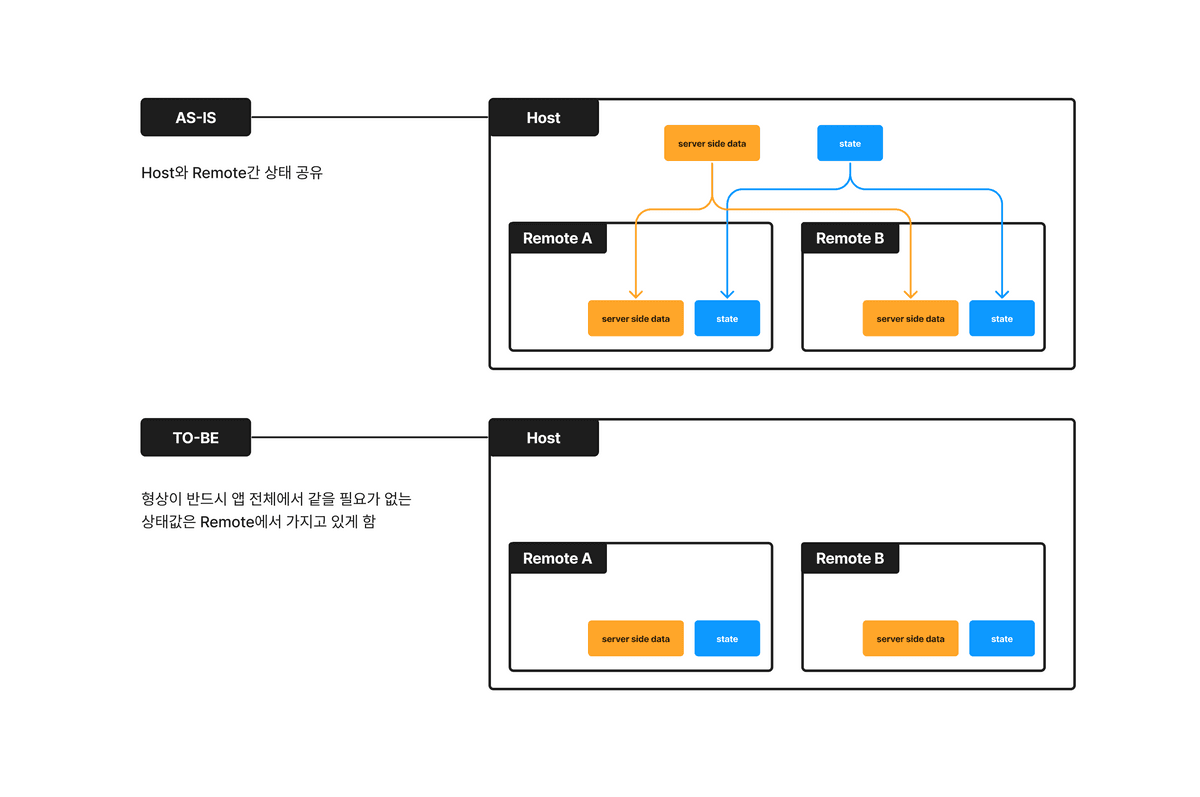 AS-IS
Host와 Remote간 상태 공유
Host
server side data
state
Remote A
server side data
state
Remote B
server side data
state
TO-BE
형상이 반드시 앱 전체에서 같을 필요가 없는
상태값은 Remote에서 가지고 있게 함
Host
Remote A
server side data
state
Remote B
server side data
state